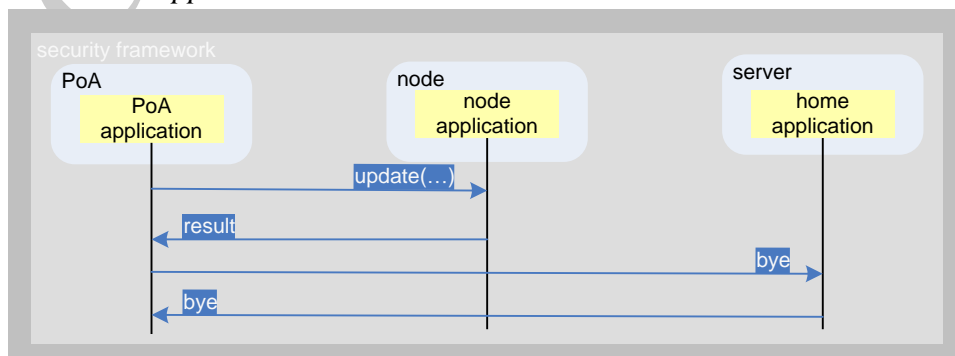 security framework
PoA
node
server
PoA
application
node
application
home
application
update(…)
result
bye
bye